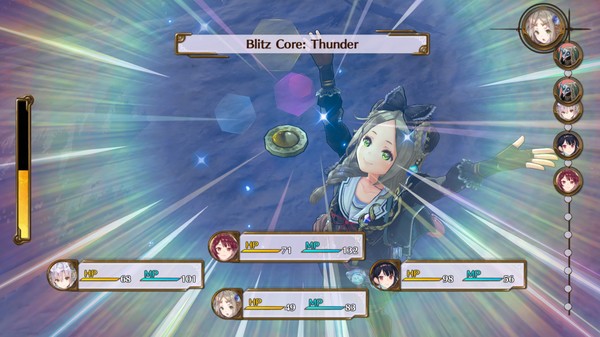 Blitz Core: Thunder
HP 71 MP 132
HP 68 MP 101
HP 98 MP 56
HP 49 MP 83